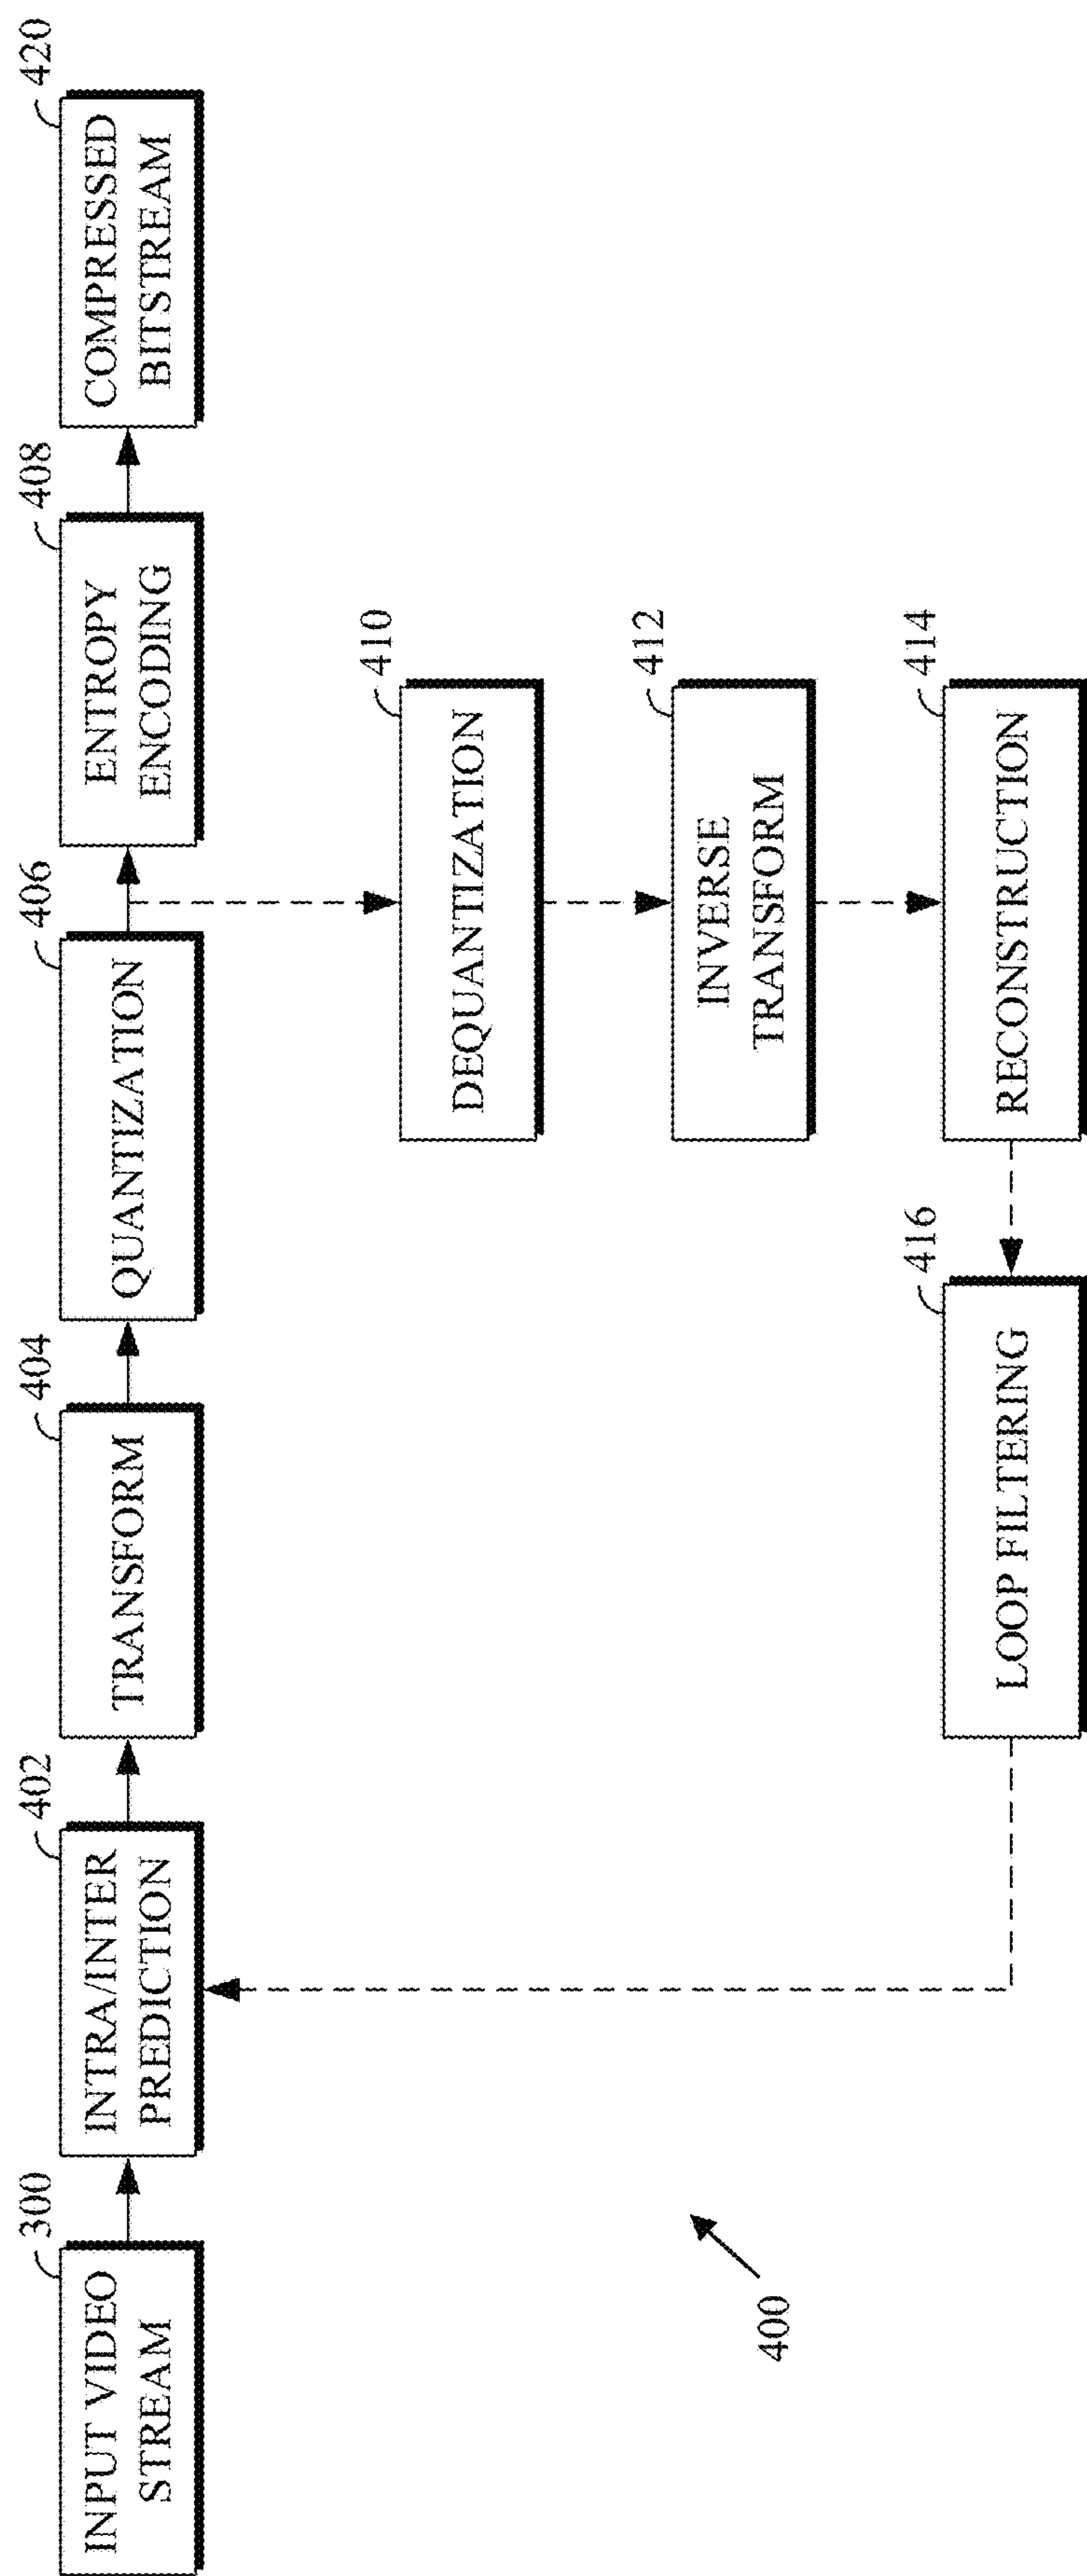 300
INPUT VIDEO
STREAM
402
INTRA/INTER
PREDICTION
404
TRANSFORM
406
QUANTIZATION
408
ENTROPY
ENCODING
420
COMPRESSED
BITSTREAM
410
DEQUANTIZATION
412
INVERSE
TRANSFORM
414
RECONSTRUCTION
416
LOOP FILTERING
400